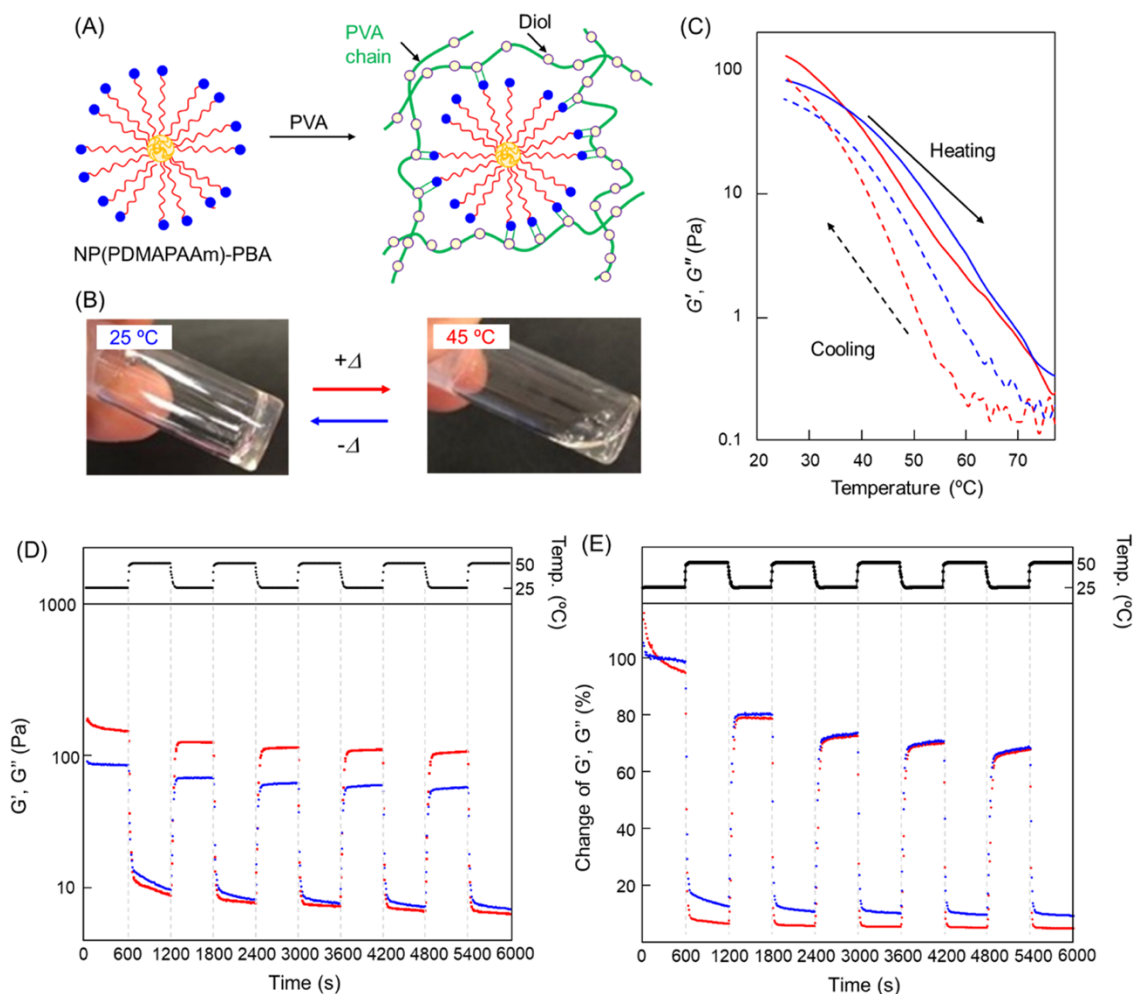 (A)
PVA
chain
Diol
PVA
NP(PDMAPAAm)-PBA
(B)
25 ºC
45 ºC
+Δ
-Δ
(C)
100
10
1
0.1
G', G" (Pa)
Heating
Cooling
20 30 40 50 60 70
Temperature (ºC)
(D)
50
25
Temp. (ºC)
1000
100
10
G', G" (Pa)
0 600 1200 1800 2400 3000 3600 4200 4800 5400 6000
Time (s)
(E)
50
25
Temp. (ºC)
100
80
60
40
20
Change of G', G" (%)
0 600 1200 1800 2400 3000 3600 4200 4800 5400 6000
Time (s)